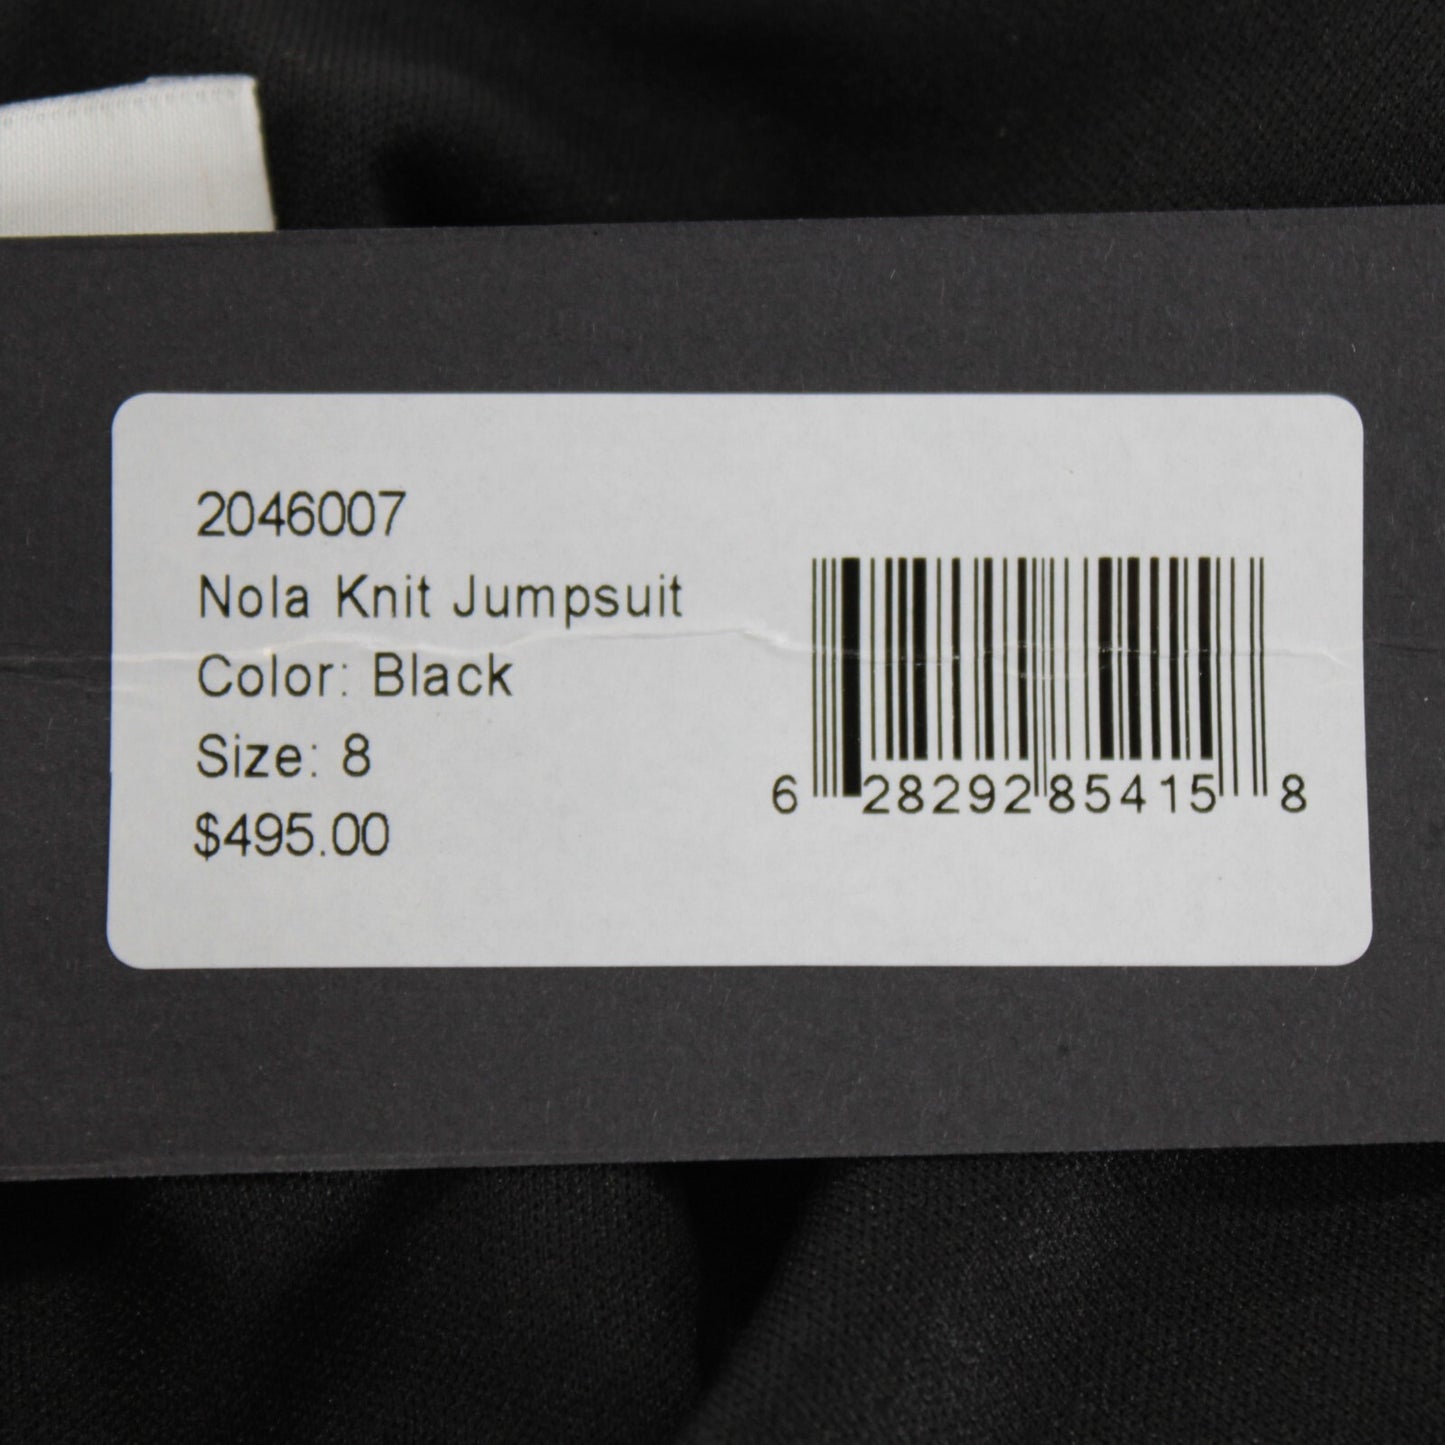 2046007
Nola Knit Jumpsuit
Color: Black
Size: 8
$495.00
6 28292 85415 8